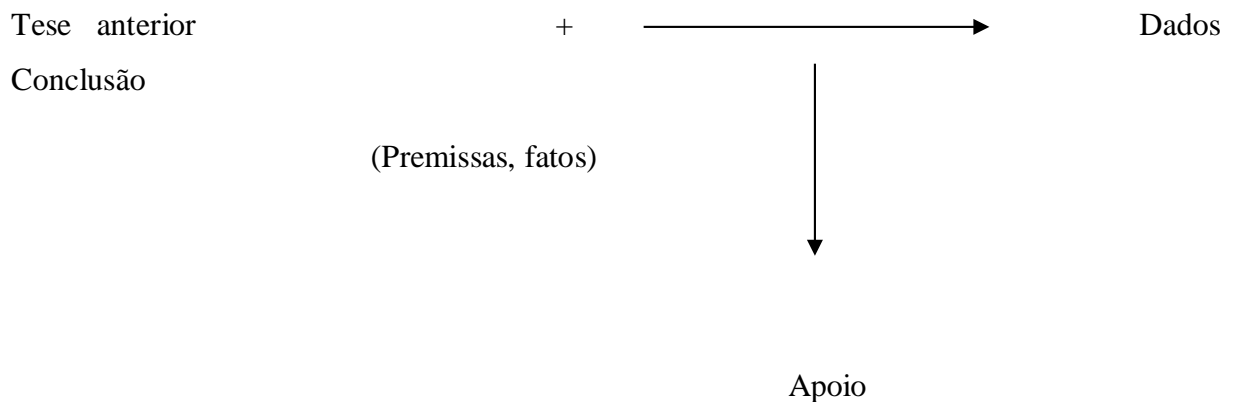 Tese anterior + Dados
Conclusão
(Premissas, fatos)
Apoio